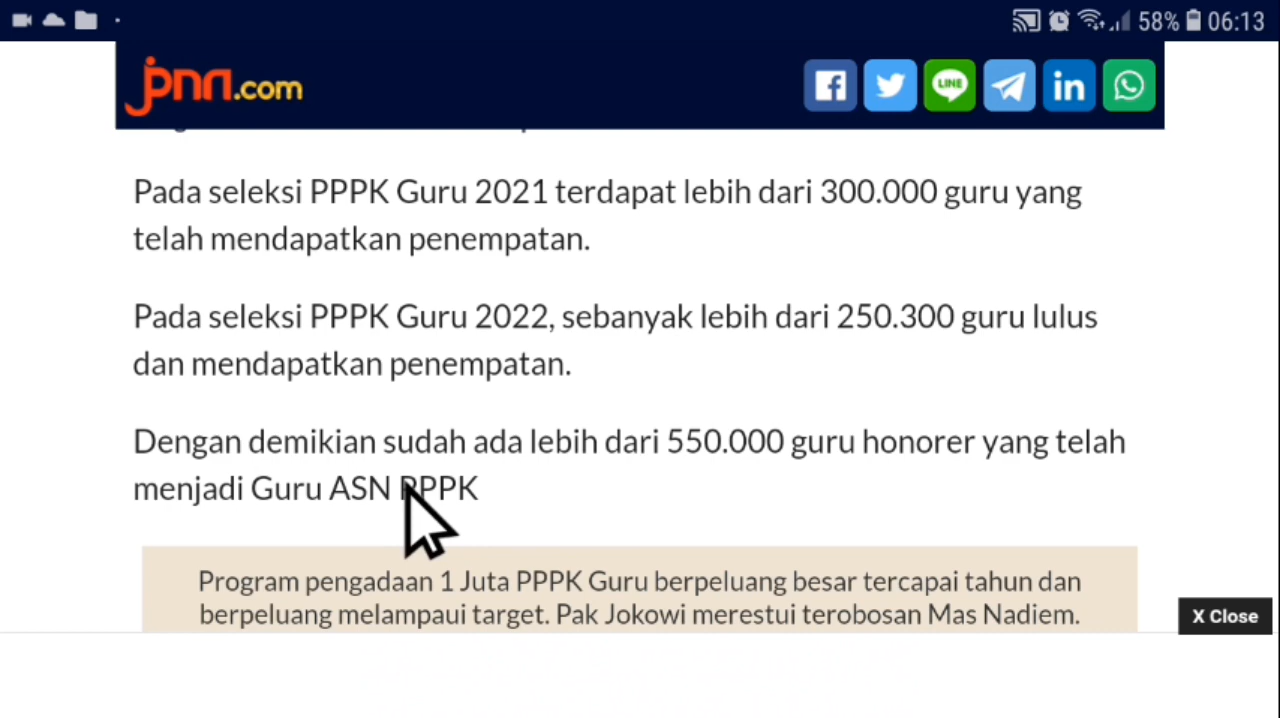 58% 06:13
jpnn.com
LINE
in
Pada seleksi PPPK Guru 2021 terdapat lebih dari 300.000 guru yang
telah mendapatkan penempatan.
Pada seleksi PPPK Guru 2022, sebanyak lebih dari 250.300 guru lulus
dan mendapatkan penempatan.
Dengan demikian sudah ada lebih dari 550.000 guru honorer yang telah
menjadi Guru ASN PPPK
Program pengadaan 1 Juta PPPK Guru berpeluang besar tercapai tahun dan
berpeluang melampaui target. Pak Jokowi merestui terobosan Mas Nadiem.
X Close